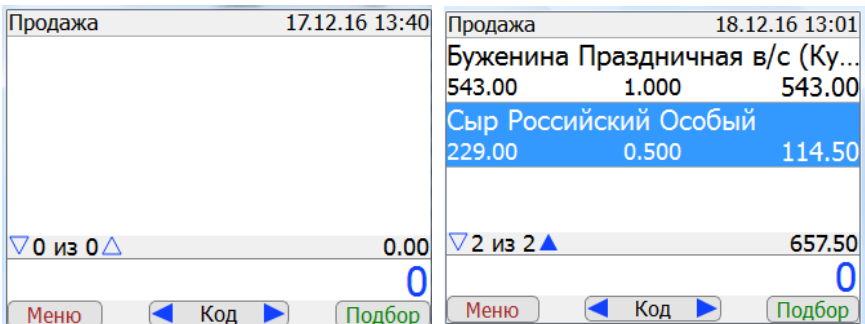 Продажа 17.12.16 13:40
0 из 0 0.00
0
Меню Код Подбор
Продажа 18.12.16 13:01
Буженина Праздничная в/с (Ку...
543.00 1.000 543.00
Сыр Российский Особый
229.00 0.500 114.50
2 из 2 657.50
0
Меню Код Подбор